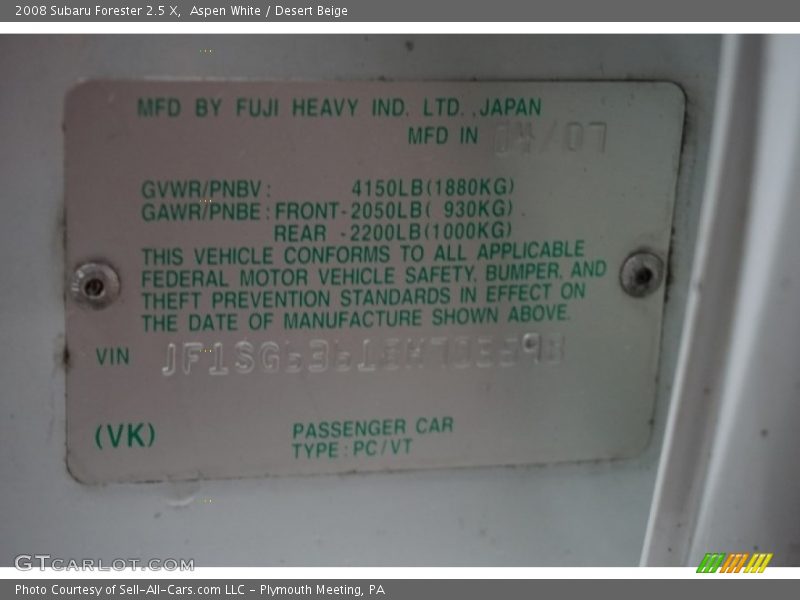 2008 Subaru Forester 2.5 X, Aspen White / Desert Beige
MFD BY FUJI HEAVY IND. LTD. ,JAPAN
MFD IN 04/07
GVWR/PNBV: 4150LB(1880KG)
GAWR/PNBE:FRONT-2050LB( 930KG)
REAR -2200LB(1000KG)
THIS VEHICLE CONFORMS TO ALL APPLICABLE
FEDERAL MOTOR VEHICLE SAFETY, BUMPER, AND
THEFT PREVENTION STANDARDS IN EFFECT ON
THE DATE OF MANUFACTURE SHOWN ABOVE.
VIN
(VK)
PASSENGER CAR
TYPE:PC/VT
GTCARLOT.COM
Photo Courtesy of Sell-All-Cars.com LLC - Plymouth Meeting, PA